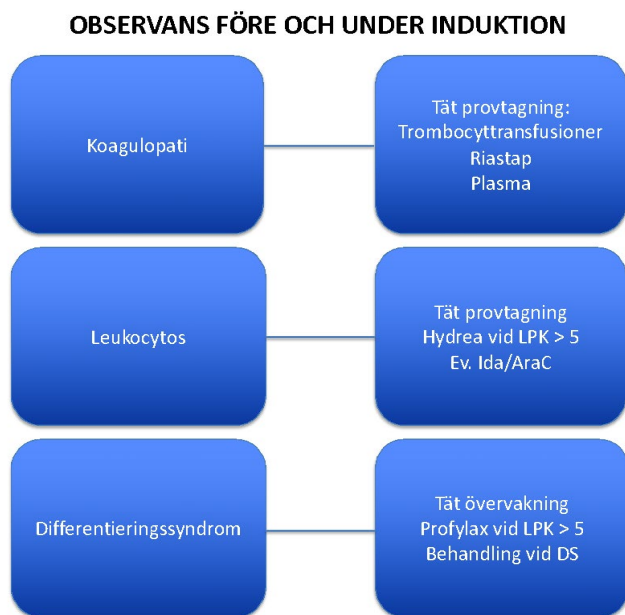 OBSERVANS FÖRE OCH UNDER INDUKTION
Koagulopati
Tät provtagning:
Trombocyttransfusioner
Riastap
Plasma
Leukocytos
Tät provtagning
Hydrea vid LPK > 5
Ev. Ida/AraC
Differentieringssyndrom
Tät övervakning
Profylax vid LPK > 5
Behandling vid DS